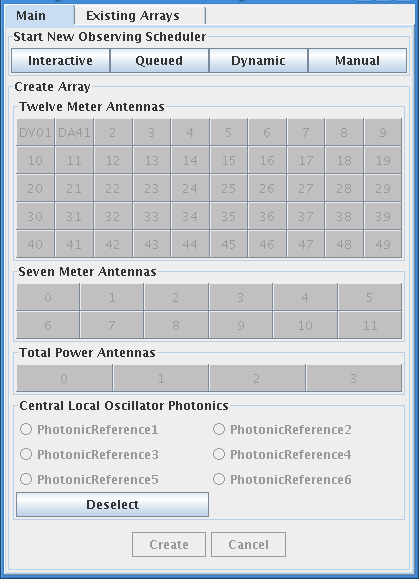 Main Existing Arrays
Start New Observing Scheduler
Interactive Queued Dynamic Manual
Create Array
Twelve Meter Antennas
DV01 DA41 2 3 4 5 6 7 8 9
10 11 12 13 14 15 16 17 18 19
20 21 22 23 24 25 26 27 28 29
30 31 32 33 34 35 36 37 38 39
40 41 42 43 44 45 46 47 48 49
Seven Meter Antennas
0 1 2 3 4 5
6 7 8 9 10 11
Total Power Antennas
0 1 2 3
Central Local Oscillator Photonics
PhotonicReference1 PhotonicReference2
PhotonicReference3 PhotonicReference4
PhotonicReference5 PhotonicReference6
Deselect
Create Cancel